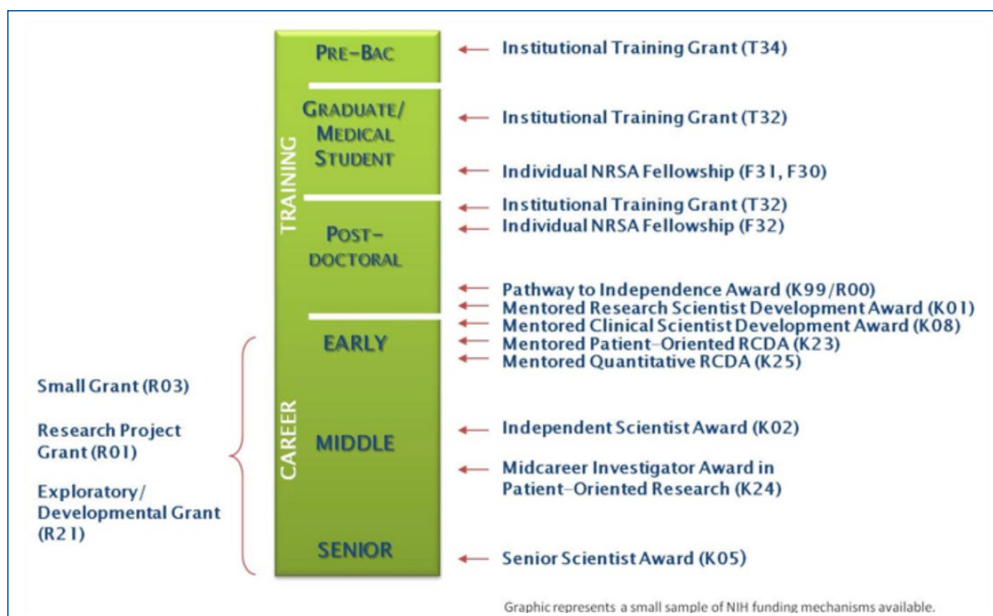 PRE-BAC
GRADUATE/
MEDICAL
STUDENT
POST-
DOCTORAL
TRAINING
EARLY
MIDDLE
SENIOR
CAREER
Institutional Training Grant (T34)
Institutional Training Grant (T32)
Individual NRSA Fellowship (F31, F30)
Institutional Training Grant (T32)
Individual NRSA Fellowship (F32)
Pathway to Independence Award (K99/R00)
Mentored Research Scientist Development Award (K01)
Mentored Clinical Scientist Development Award (K08)
Mentored Patient-Oriented RCDA (K23)
Mentored Quantitative RCDA (K25)
Independent Scientist Award (K02)
Midcareer Investigator Award in
Patient-Oriented Research (K24)
Senior Scientist Award (K05)
Small Grant (R03)
Research Project
Grant (R01)
Exploratory/
Developmental Grant
(R21)
Graphic represents a small sample of NIH funding mechanisms available.